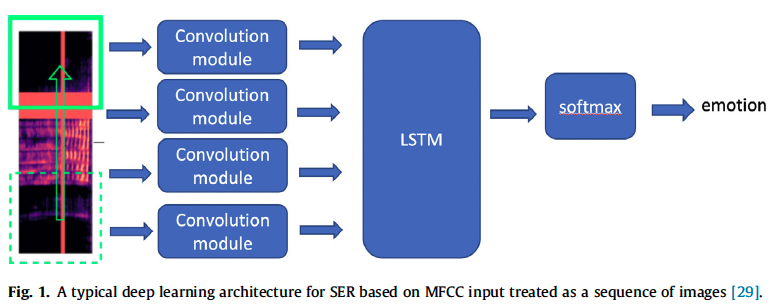 Convolution
module
Convolution
module
Convolution
module
Convolution
module
LSTM
softmax
emotion
Fig. 1. A typical deep learning architecture for SER based on MFCC input treated as a sequence of images [29].